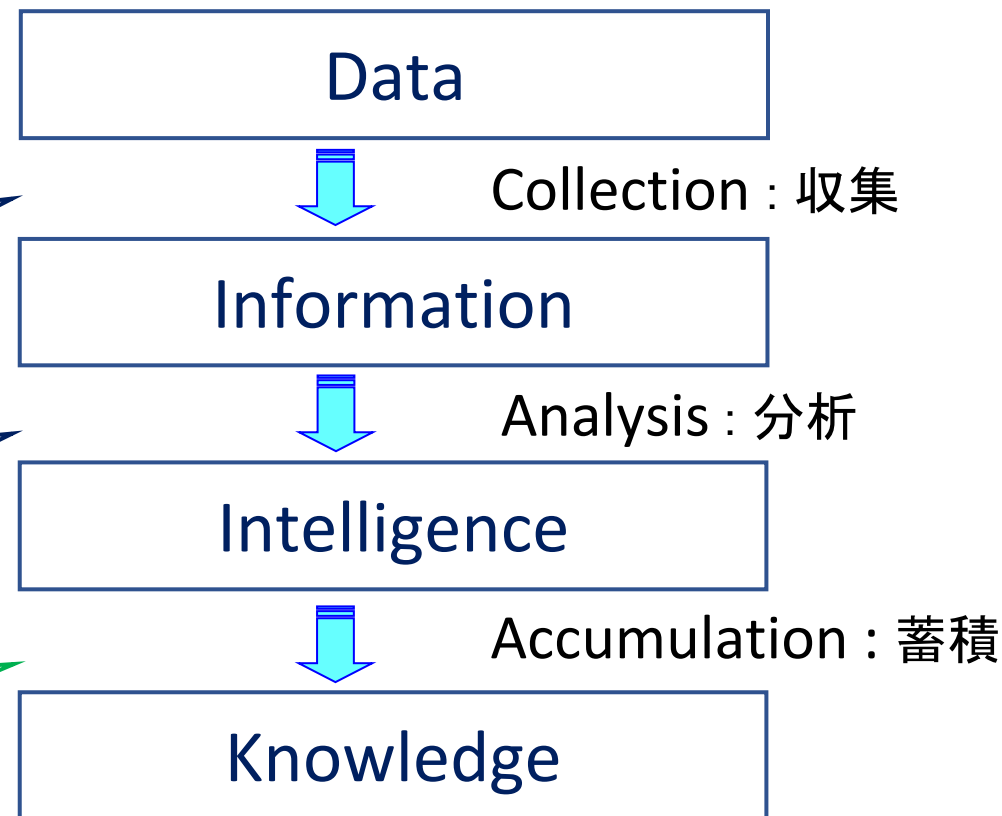 Data
Collection : 収集
Information
Analysis : 分析
Intelligence
Accumulation : 蓄積
Knowledge